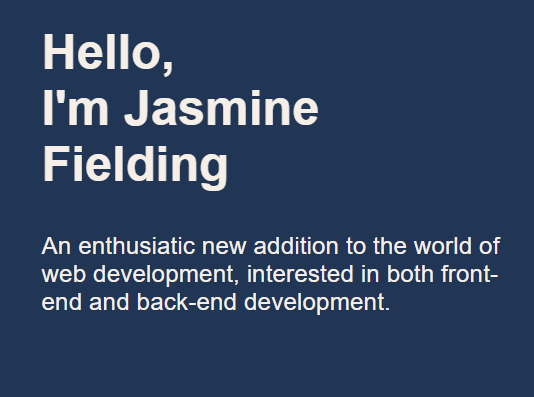 Hello,
I'm Jasmine
Fielding
An enthusiatic new addition to the world of
web development, interested in both front-
end and back-end development.